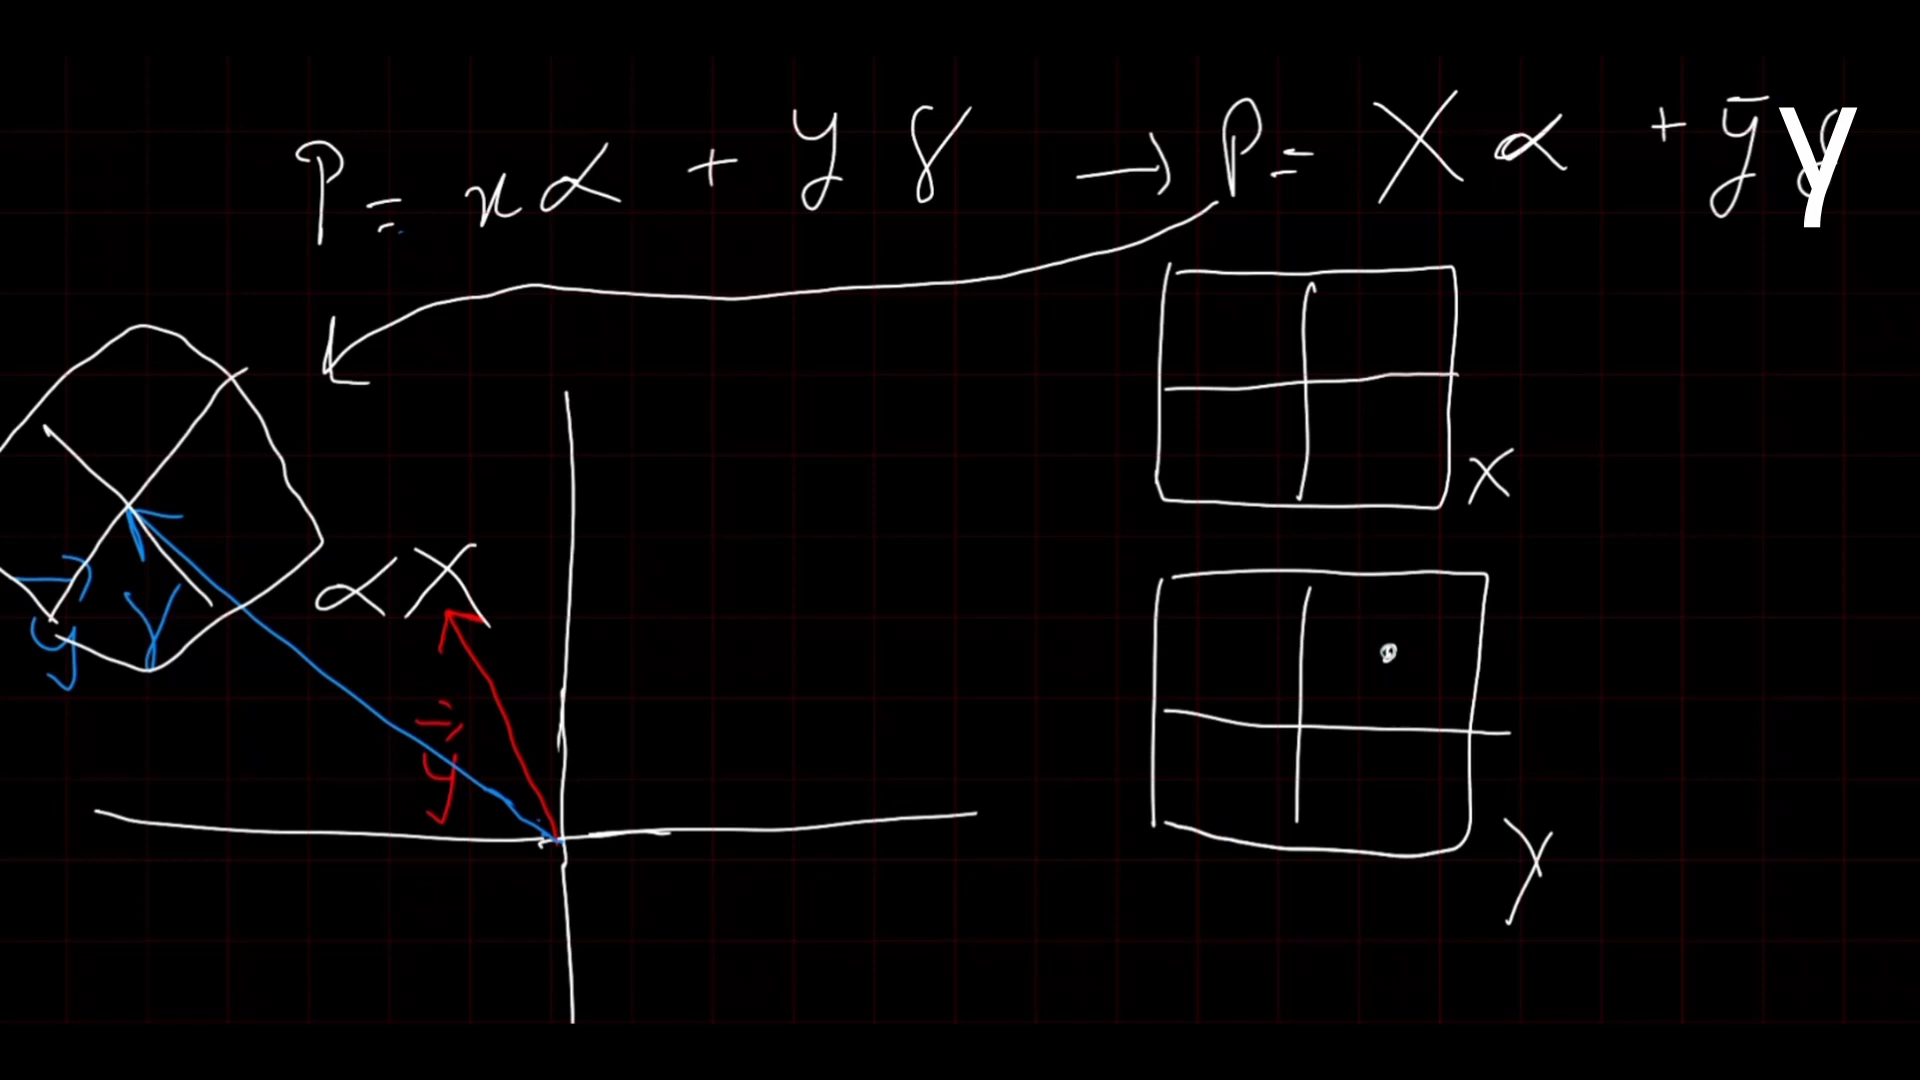 P = xα + yγ → P = Xα + ȳγ
X
αX
y⃗ γ
y⃗
y